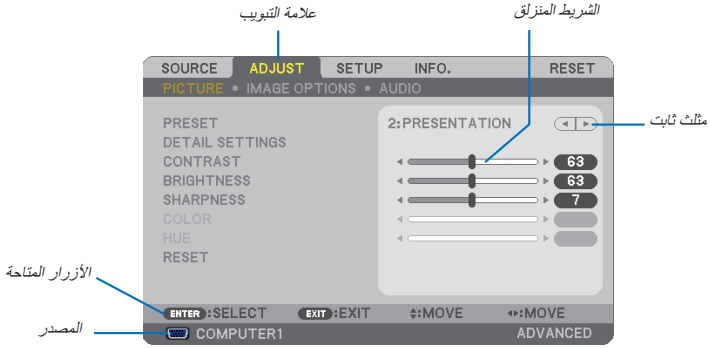 علامة التبويب
الشريط المنزلق
SOURCE ADJUST SETUP INFO. RESET
PICTURE • IMAGE OPTIONS • AUDIO
PRESET 2:PRESENTATION
مثلث ثابت
DETAIL SETTINGS
CONTRAST 63
BRIGHTNESS 63
SHARPNESS 7
COLOR
HUE
RESET
الأزرار المتاحة
ENTER :SELECT EXIT :EXIT :MOVE :MOVE
المصدر
COMPUTER1 ADVANCED